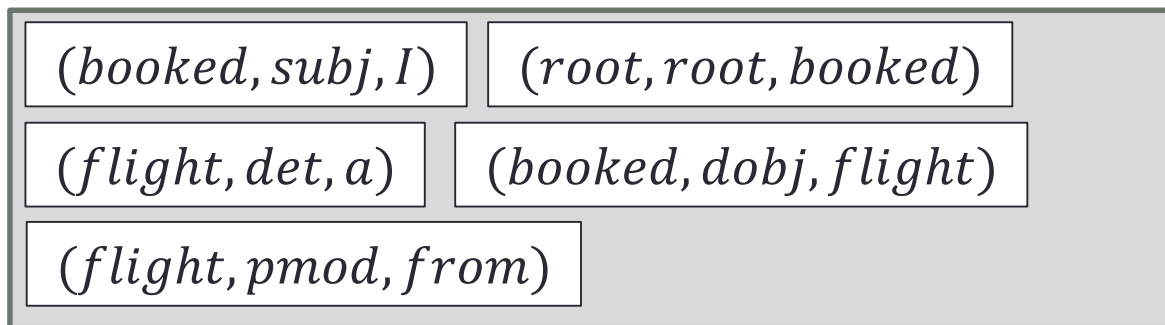 (booked, subj, I) (root, root, booked)
(flight, det, a) (booked, dobj, flight)
(flight, pmod, from)